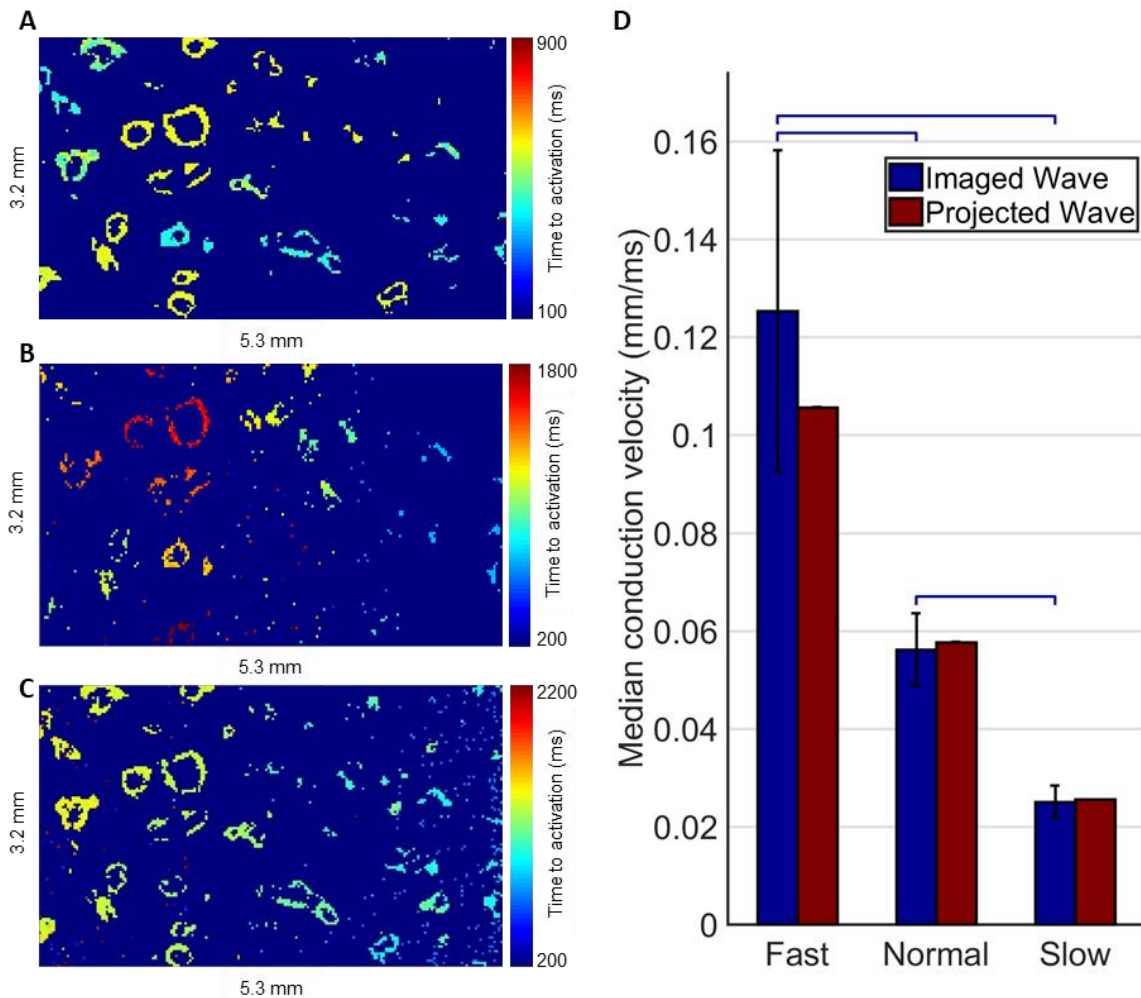 A
900
Time to activation (ms)
100
3.2 mm
5.3 mm
B
1800
Time to activation (ms)
200
3.2 mm
5.3 mm
C
2200
Time to activation (ms)
200
3.2 mm
5.3 mm
D
Median conduction velocity (mm/ms)
0.16
0.14
0.12
0.1
0.08
0.06
0.04
0.02
0
Imaged Wave
Projected Wave
Fast Normal Slow